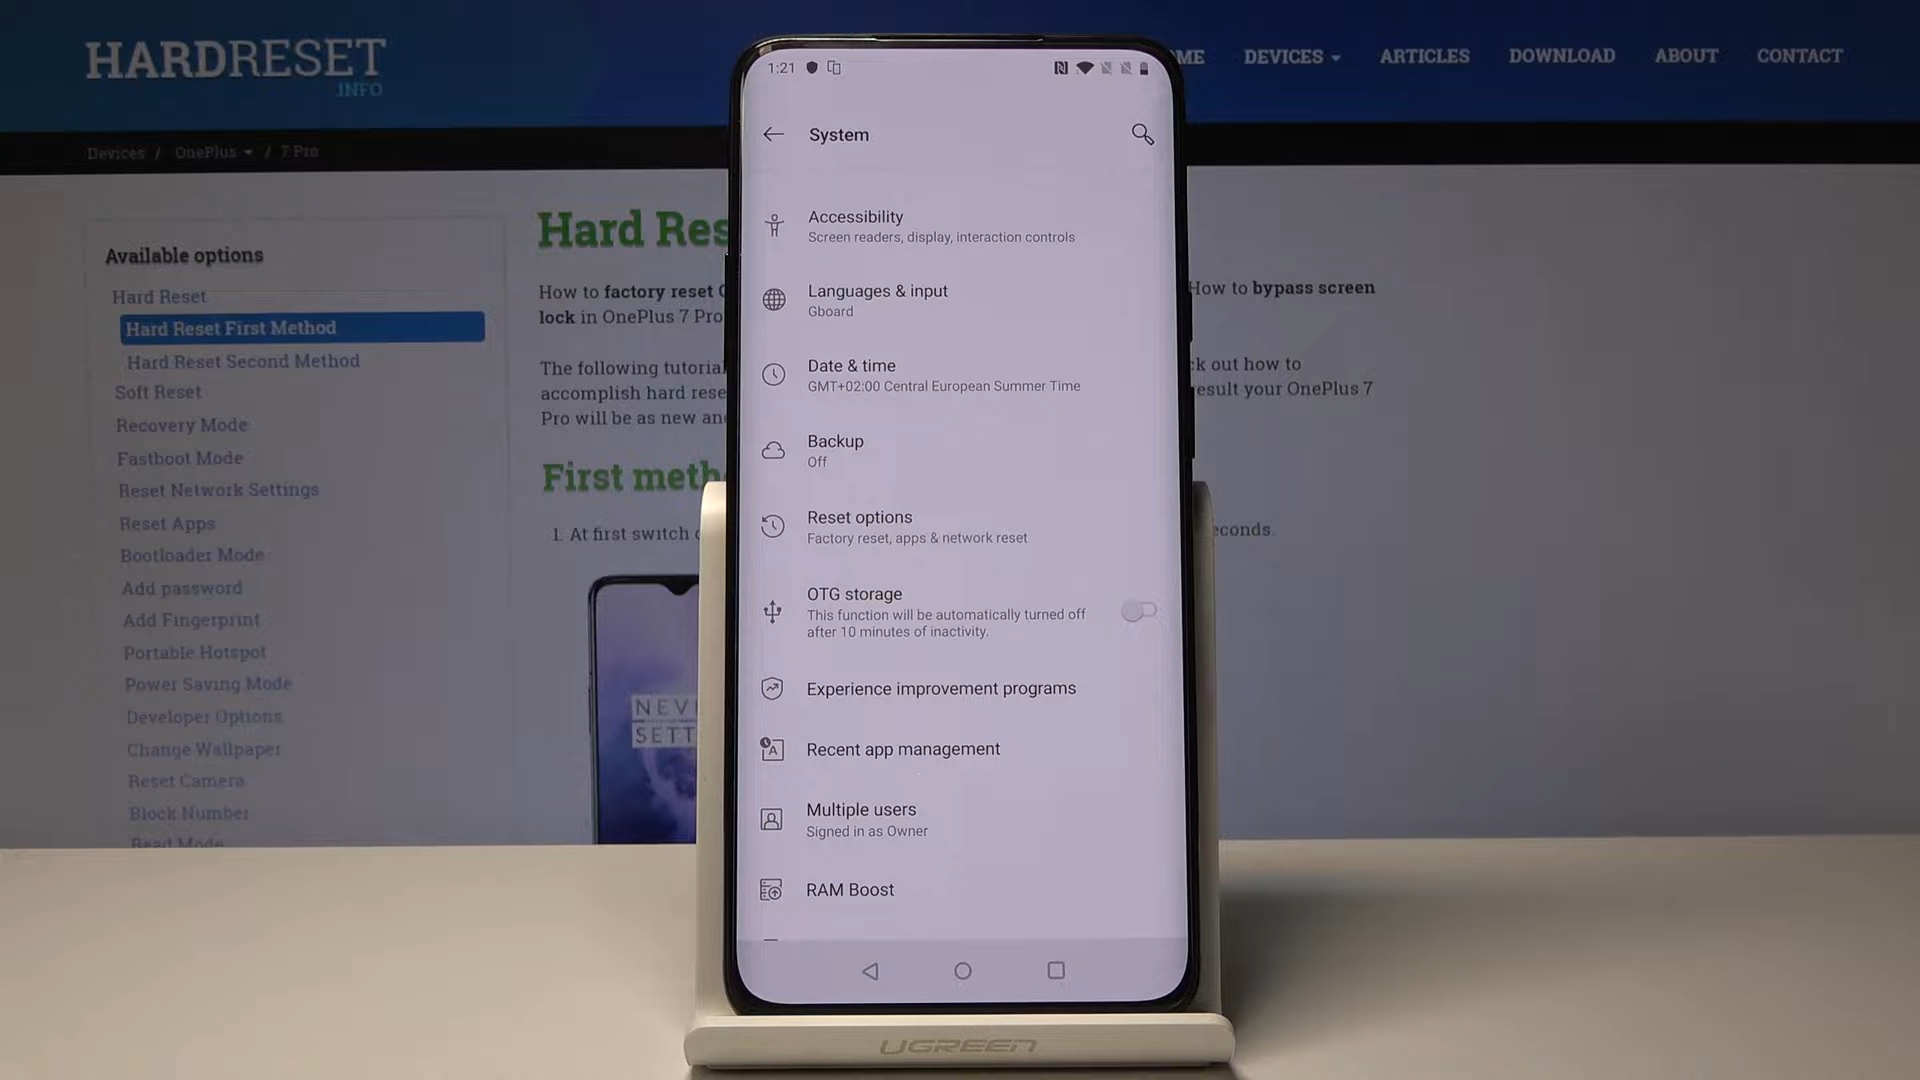 HARDRESET
.INFO
ME
DEVICES
ARTICLES
DOWNLOAD
ABOUT
CONTACT
Devices / OnePlus / 7 Pro
Available options
Hard Reset
Hard Reset First Method
Hard Reset Second Method
Soft Reset
Recovery Mode
Fastboot Mode
Reset Network Settings
Reset Apps
Bootloader Mode
Add password
Add Fingerprint
Portable Hotspot
Power Saving Mode
Developer Options
Change Wallpaper
Reset Camera
Block Number
Read Mode
Hard Res
How to factory reset
How to bypass screen
lock in OnePlus 7 Pro
The following tutorial
ck out how to
accomplish hard rese
esult your OnePlus 7
Pro will be as new an
First meth
1. At first switch
econds.
NEV
SETT
1:21
System
Accessibility
Screen readers, display, interaction controls
Languages & input
Gboard
Date & time
GMT+02:00 Central European Summer Time
Backup
Off
Reset options
Factory reset, apps & network reset
OTG storage
This function will be automatically turned off
after 10 minutes of inactivity.
Experience improvement programs
Recent app management
Multiple users
Signed in as Owner
RAM Boost
UGREEN